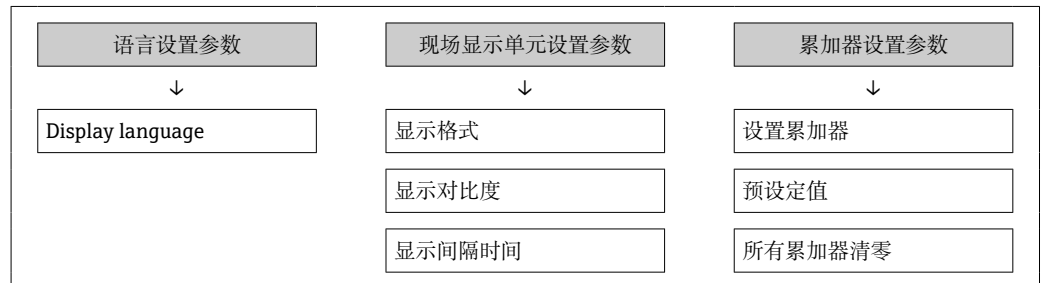 语言设置参数
现场显示单元设置参数
累加器设置参数
↓
↓
↓
Display language
显示格式
设置累加器
显示对比度
预设定值
显示间隔时间
所有累加器清零